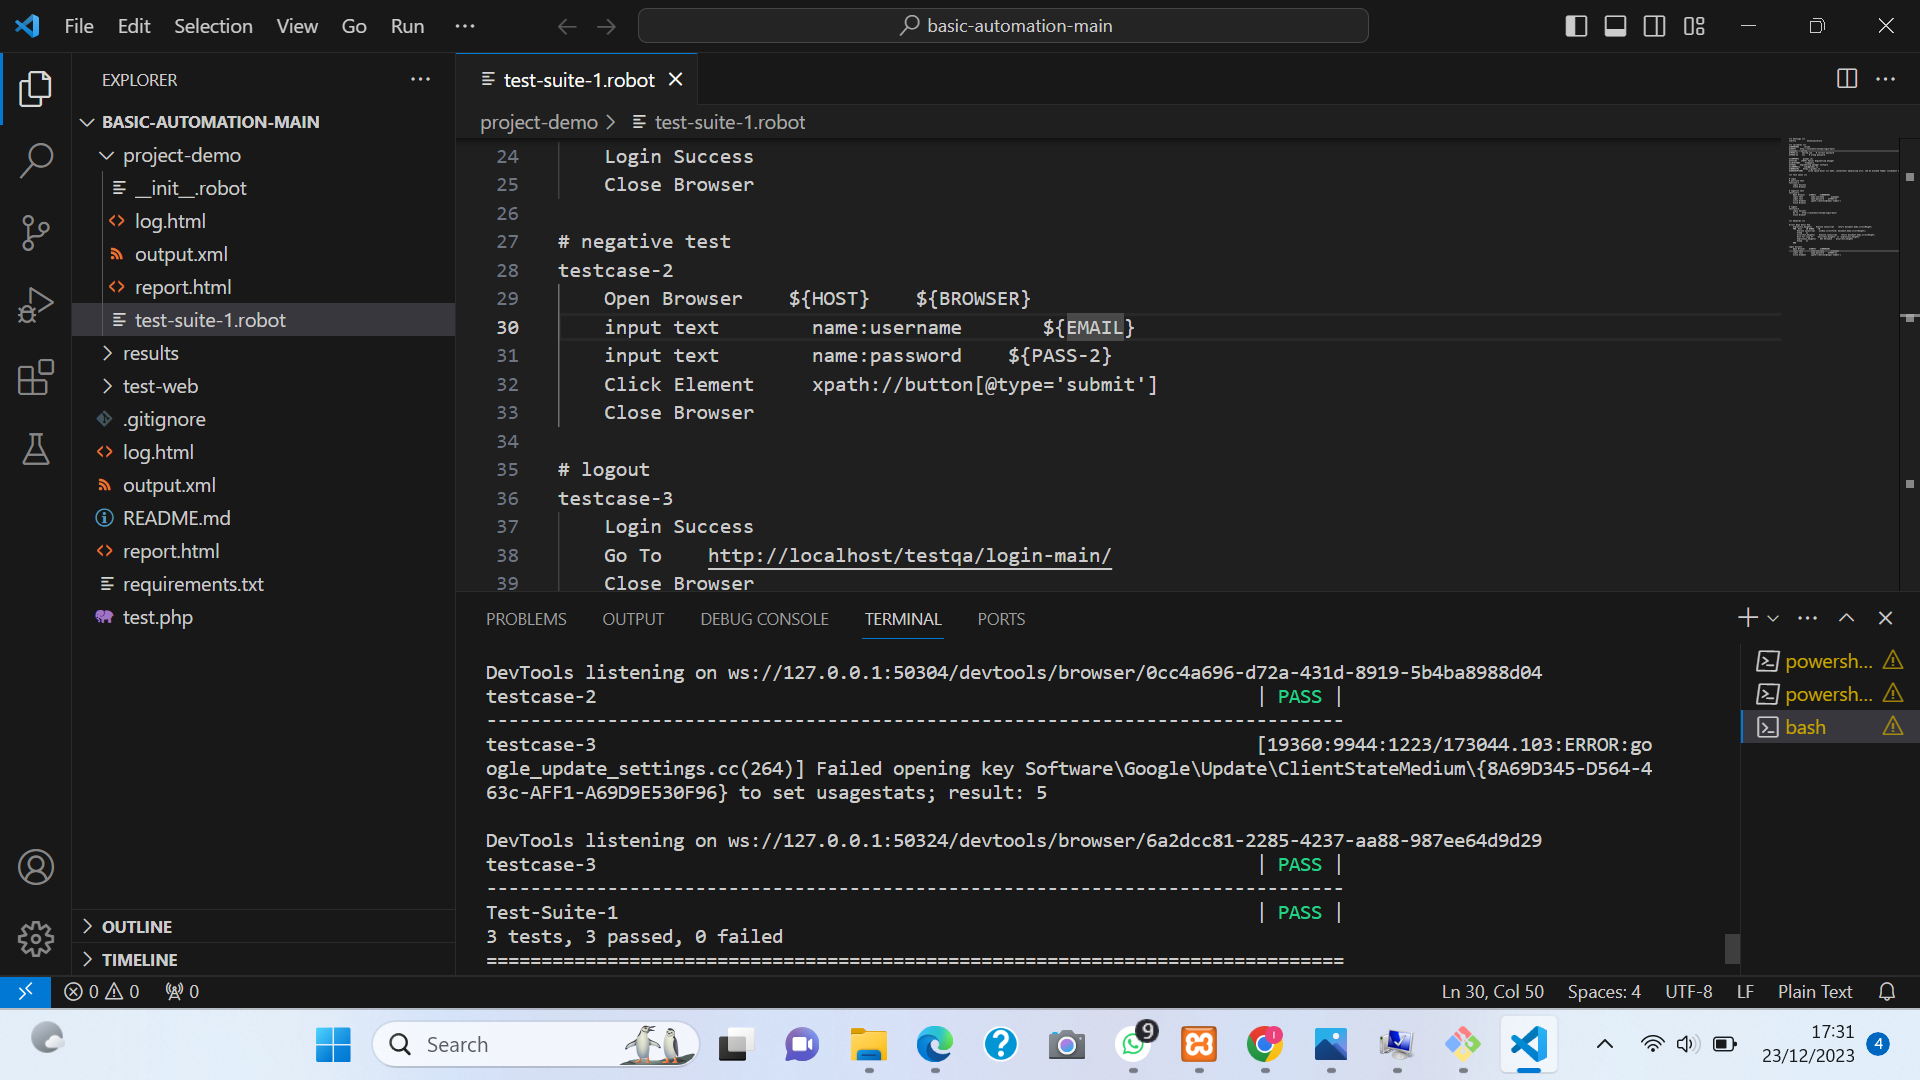 File Edit Selection View Go Run ···
basic-automation-main
EXPLORER
BASIC-AUTOMATION-MAIN
project-demo
__init__.robot
log.html
output.xml
report.html
test-suite-1.robot
results
test-web
.gitignore
log.html
output.xml
README.md
report.html
requirements.txt
test.php
OUTLINE
TIMELINE
test-suite-1.robot
project-demo > test-suite-1.robot
24 Login Success
25 Close Browser
26
27 # negative test
28 testcase-2
29 Open Browser ${HOST} ${BROWSER}
30 input text name:username ${EMAIL}
31 input text name:password ${PASS-2}
32 Click Element xpath://button[@type='submit']
33 Close Browser
34
35 # logout
36 testcase-3
37 Login Success
38 Go To http://localhost/testqa/login-main/
39 Close Browser
PROBLEMS OUTPUT DEBUG CONSOLE TERMINAL PORTS
DevTools listening on ws://127.0.0.1:50304/devtools/browser/0cc4a696-d72a-431d-8919-5b4ba8988d04
testcase-2 | PASS |
------------------------------------------------------------------------------
testcase-3 [19360:9944:1223/173044.103:ERROR:go
ogle_update_settings.cc(264)] Failed opening key Software\Google\Update\ClientStateMedium\{8A69D345-D564-4
63c-AFF1-A69D9E530F96} to set usagestats; result: 5
DevTools listening on ws://127.0.0.1:50324/devtools/browser/6a2dcc81-2285-4237-aa88-987ee64d9d29
testcase-3 | PASS |
------------------------------------------------------------------------------
Test-Suite-1 | PASS |
3 tests, 3 passed, 0 failed
==============================================================================
powersh...
powersh...
bash
0 0 0
Ln 30, Col 50 Spaces: 4 UTF-8 LF Plain Text
Search
9
17:31
23/12/2023
4